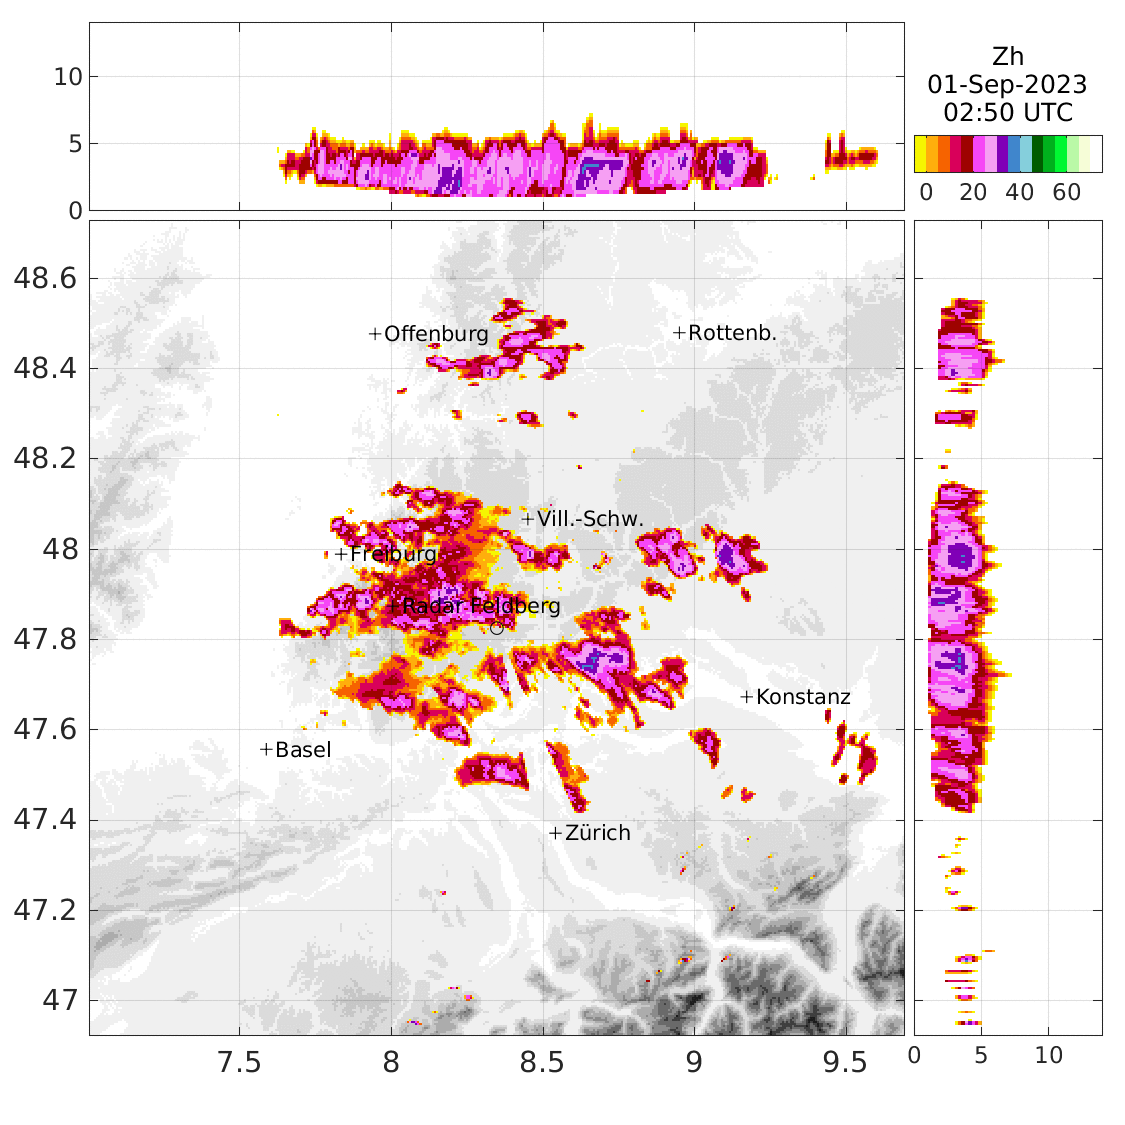 Zh
01-Sep-2023
02:50 UTC
0 20 40 60
10
5
0
48.6
48.4
48.2
48
47.8
47.6
47.4
47.2
47
+Offenburg
+Rottenb.
+Vill.-Schw.
+Freiburg
+Radar Feldberg
+Konstanz
+Basel
+Zürich
7.5 8 8.5 9 9.5
0 5 10